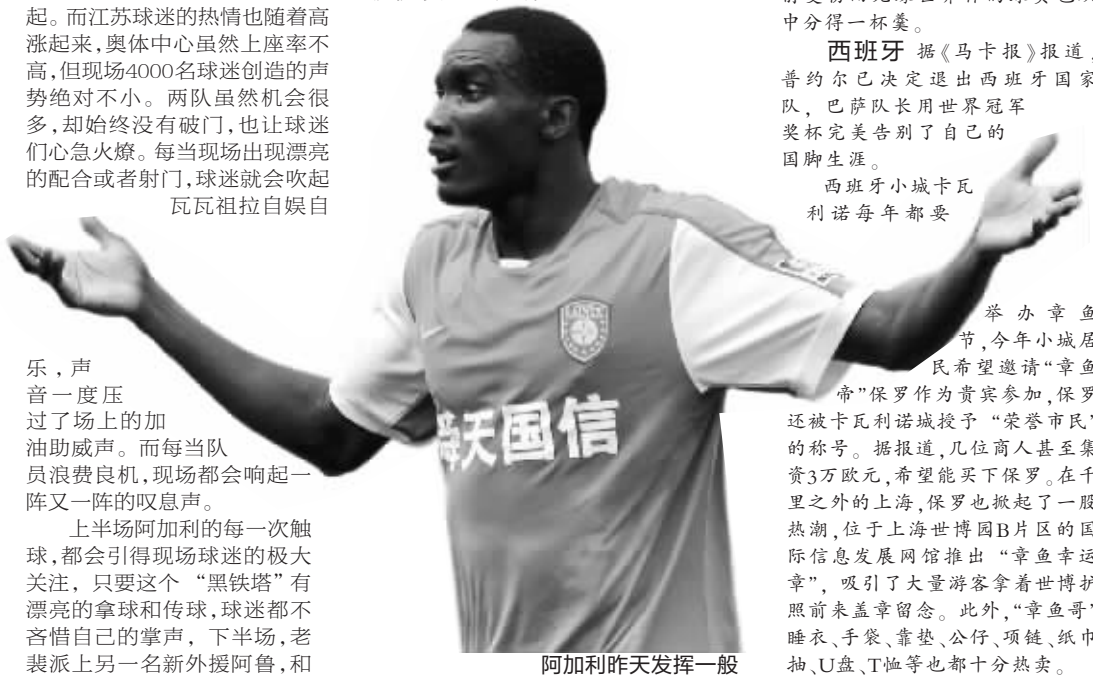 起。而江苏球迷的热情也随着高
涨起来,奥体中心虽然上座率不
高,但现场4000名球迷创造的声
势绝对不小。两队虽然机会很
多,却始终没有破门,也让球迷
们心急火燎。每当现场出现漂亮
的配合或者射门,球迷就会吹起
瓦瓦祖拉自娱自
乐,声
音一度压
过了场上的加
油助威声。而每当队
员浪费良机,现场都会响起一
阵又一阵的叹息声。
上半场阿加利的每一次触
球,都会引得现场球迷的极大
关注,只要这个“黑铁塔”有
漂亮的拿球和传球,球迷都不
吝惜自己的掌声,下半场,老
裴派上另一名新外援阿鲁,和
舜天国信
阿加利昨天发挥一般
中分得一杯羹。
西班牙 据《马卡报》报道,
普约尔已决定退出西班牙国家
队,巴萨队长用世界冠军
奖杯完美告别了自己的
国脚生涯。
西班牙小城卡瓦
利诺每年都要
举办章鱼
节,今年小城居
民希望邀请“章鱼
帝”保罗作为贵宾参加,保罗
还被卡瓦利诺城授予“荣誉市民”
的称号。据报道,几位商人甚至集
资3万欧元,希望能买下保罗。在千
里之外的上海,保罗也掀起了一股
热潮,位于上海世博园B片区的国
际信息发展网馆推出“章鱼幸运
章”,吸引了大量游客拿着世博护
照前来盖章留念。此外,“章鱼哥”
睡衣、手袋、靠垫、公仔、项链、纸巾
抽、U盘、T恤等也都十分热卖。